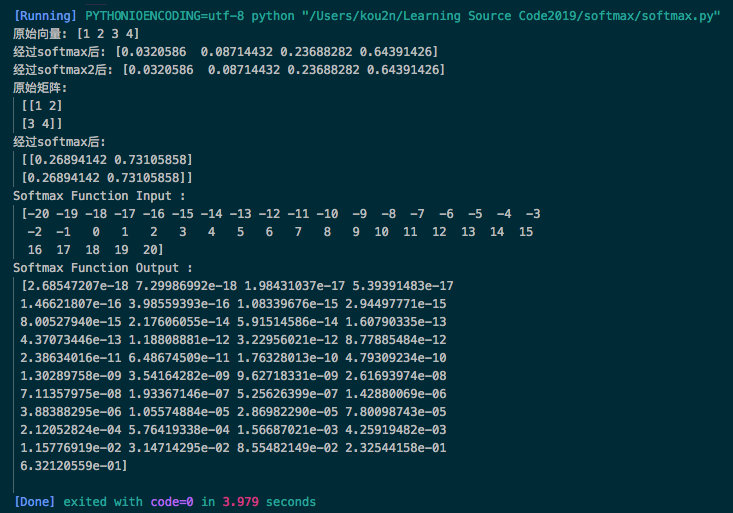 [Running] PYTHONIOENCODING=utf-8 python "/Users/kou2n/Learning Source Code2019/softmax/softmax.py"
原始向量: [1 2 3 4]
经过softmax后: [0.0320586  0.08714432 0.23688282 0.64391426]
经过softmax2后: [0.0320586  0.08714432 0.23688282 0.64391426]
原始矩阵:
[[1 2]
[3 4]]
经过softmax后:
[[0.26894142 0.73105858]
[0.26894142 0.73105858]]
Softmax Function Input :
[-20 -19 -18 -17 -16 -15 -14 -13 -12 -11 -10  -9  -8  -7  -6  -5  -4  -3
-2  -1   0   1   2   3   4   5   6   7   8   9  10  11  12  13  14  15
16  17  18  19  20]
Softmax Function Output :
[2.68547207e-18 7.29986992e-18 1.98431037e-17 5.39391483e-17
1.46621807e-16 3.98559393e-16 1.08339676e-15 2.94497771e-15
8.00527940e-15 2.17606055e-14 5.91514586e-14 1.60790335e-13
4.37073446e-13 1.18808881e-12 3.22956021e-12 8.77885484e-12
2.38634016e-11 6.48674509e-11 1.76328013e-10 4.79309234e-10
1.30289758e-09 3.54164282e-09 9.62718331e-09 2.61693974e-08
7.11357975e-08 1.93367146e-07 5.25626399e-07 1.42880069e-06
3.88388295e-06 1.05574884e-05 2.86982290e-05 7.80098743e-05
2.12052824e-04 5.76419338e-04 1.56687021e-03 4.25919482e-03
1.15776919e-02 3.14714295e-02 8.55482149e-02 2.32544158e-01
6.32120559e-01]
[Done] exited with code=0 in 3.979 seconds